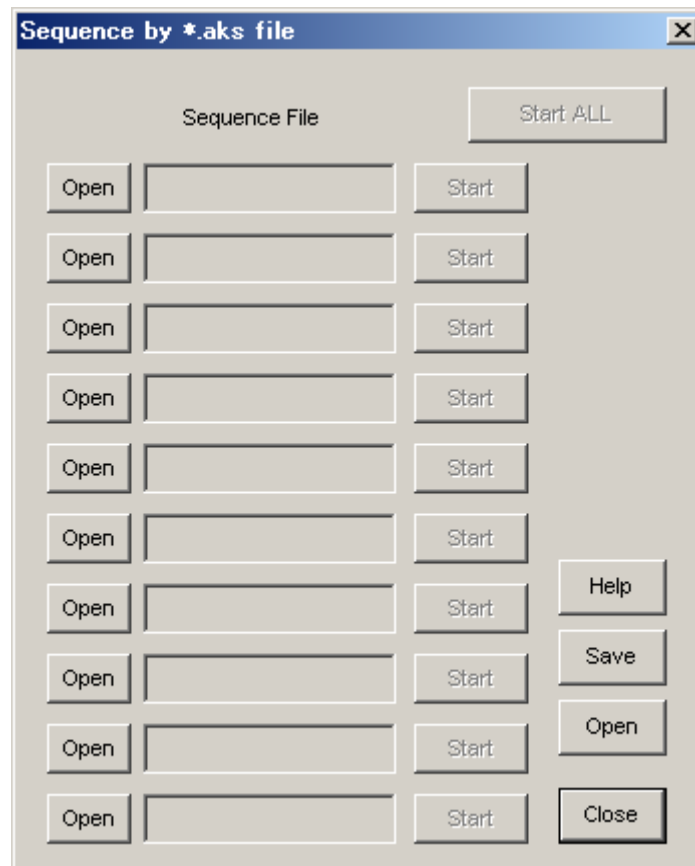 Sequence by *.aks file
Sequence File
Start ALL
Open Start
Open Start
Open Start
Open Start
Open Start
Open Start
Open Start
Help
Open Start
Save
Open Start
Open
Open Start
Close